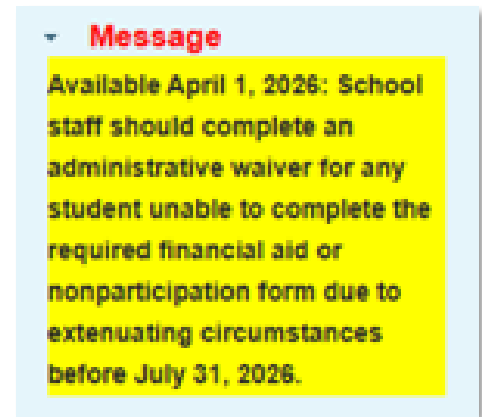 Message
Available April 1, 2026: School
staff should complete an
administrative waiver for any
student unable to complete the
required financial aid or
nonparticipation form due to
extenuating circumstances
before July 31, 2026.